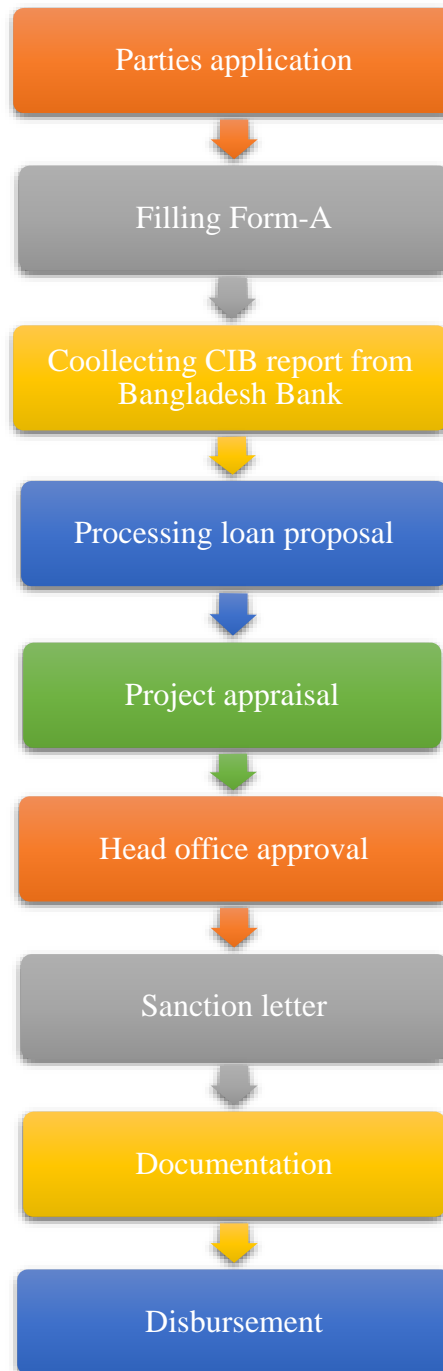 Parties application
Filling Form-A
Coollecting CIB report from
Bangladesh Bank
Processing loan proposal
Project appraisal
Head office approval
Sanction letter
Documentation
Disbursement